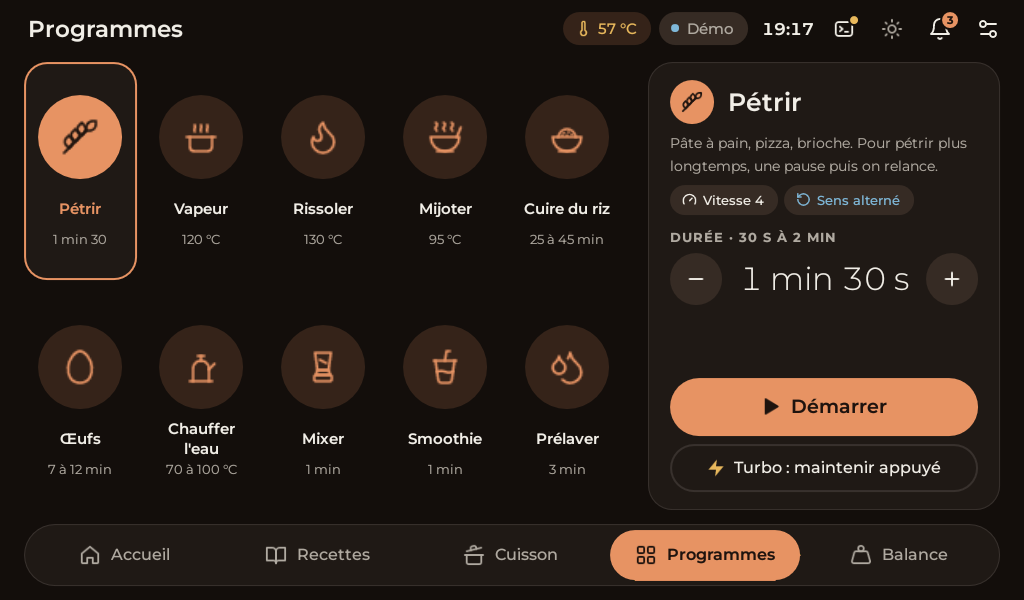 Programmes
57 °C
Démo
19:17
3
Pétrir
1 min 30
Vapeur
120 °C
Rissoler
130 °C
Mijoter
95 °C
Cuire du riz
25 à 45 min
Œufs
7 à 12 min
Chauffer
l'eau
70 à 100 °C
Mixer
1 min
Smoothie
1 min
Prélaver
3 min
Pétrir
Pâte à pain, pizza, brioche. Pour pétrir plus
longtemps, une pause puis on relance.
Vitesse 4
Sens alterné
DURÉE · 30 S À 2 MIN
− 1 min 30 s +
Démarrer
Turbo : maintenir appuyé
Accueil
Recettes
Cuisson
Programmes
Balance